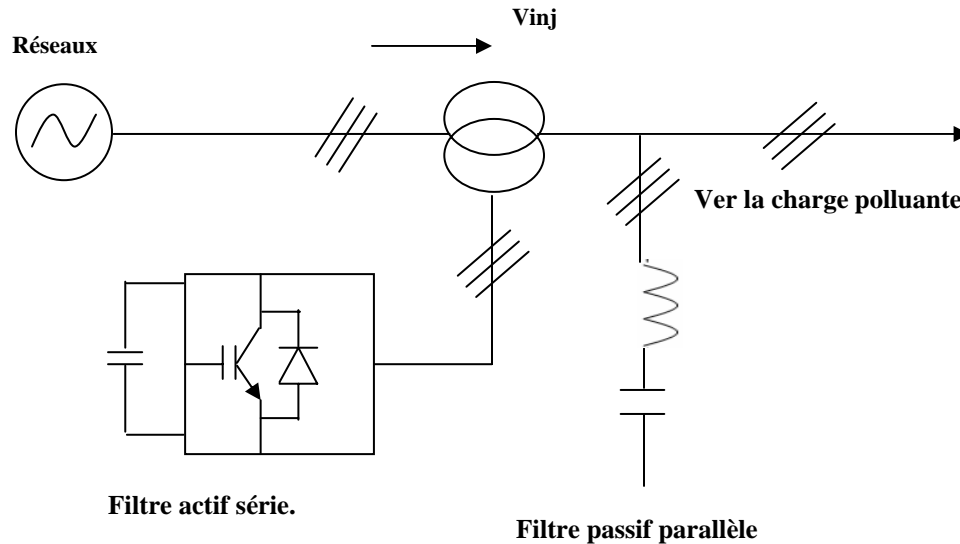 Vinj
Réseaux
Ver la charge polluante
Filtre actif série.
Filtre passif parallèle